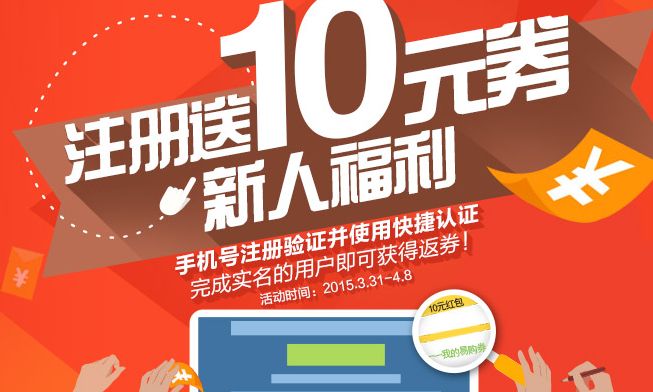 注册送10元券
新人福利
手机号注册验证并使用快捷认证
完成实名的用户即可获得返券!
活动时间:2015.3.31-4.8
10元红包
一我的易购券
¥
¥
¥